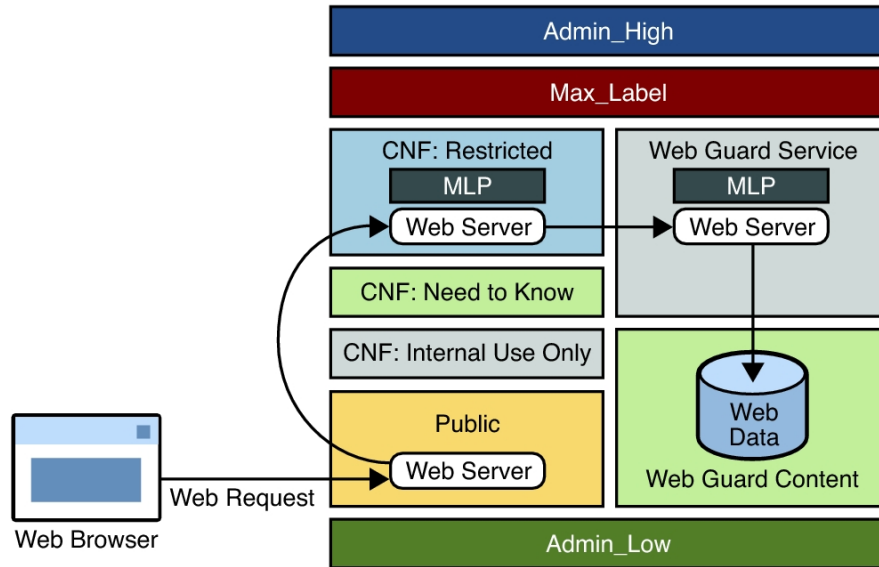 Admin_High
Max_Label
CNF: Restricted
MLP
Web Server
Web Guard Service
MLP
Web Server
CNF: Need to Know
CNF: Internal Use Only
Public
Web Server
Web
Data
Web Guard Content
Web Request
Web Browser
Admin_Low